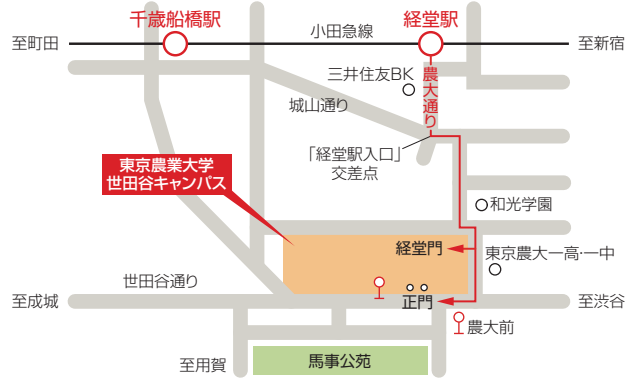 千歳船橋駅
経堂駅
小田急線
至町田
至新宿
三井住友BK
農大通り
城山通り
「経堂駅入口」
交差点
東京農業大学
世田谷キャンパス
和光学園
経堂門
東京農大一高・一中
世田谷通り
至成城
正門
至渋谷
農大前
至用賀
馬事公苑